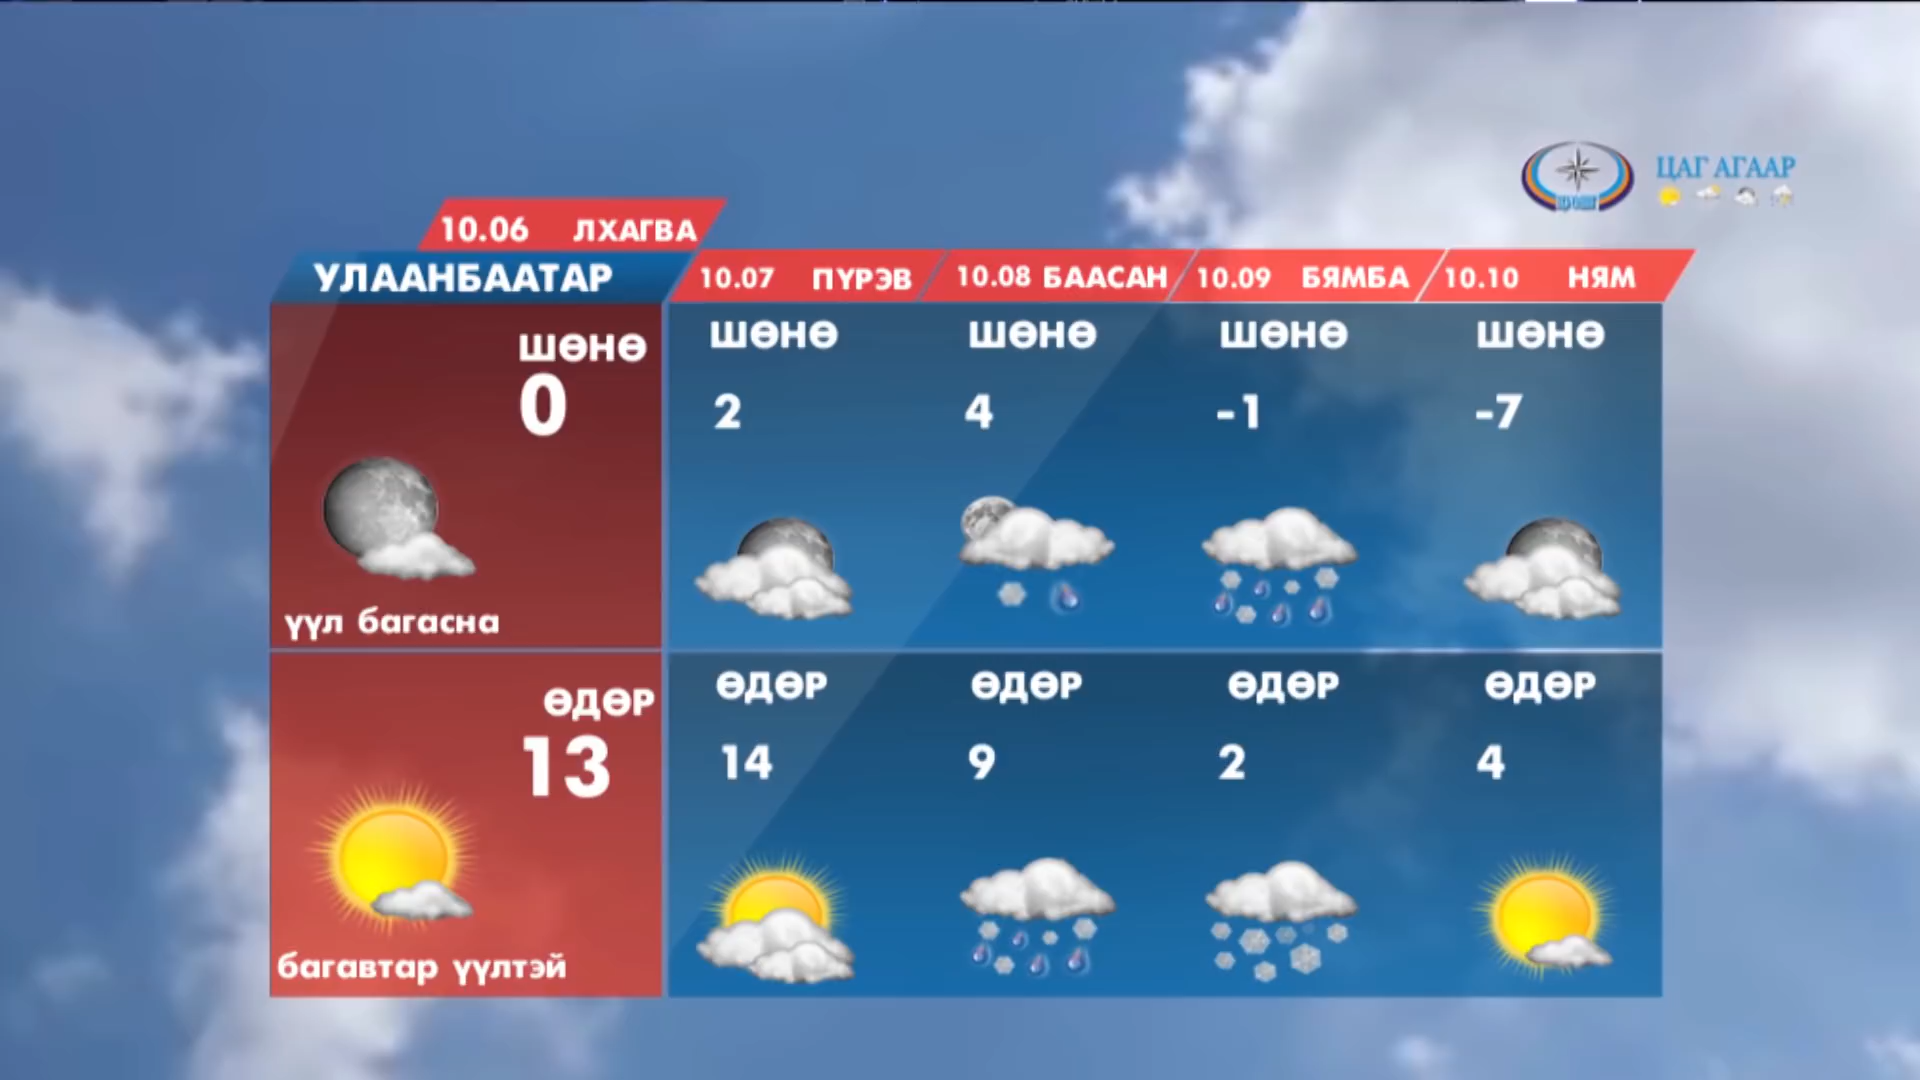 ЦАГ АГААР
10.06 ЛХАГВА
УЛААНБААТАР
10.07 ПҮРЭВ
10.08 БААСАН
10.09 БЯМБА
10.10 НЯМ
ШӨНӨ
0
үүл багасна
ШӨНӨ
2
ШӨНӨ
4
ШӨНӨ
-1
ШӨНӨ
-7
ӨДӨР
13
багавтар үүлтэй
ӨДӨР
14
ӨДӨР
9
ӨДӨР
2
ӨДӨР
4